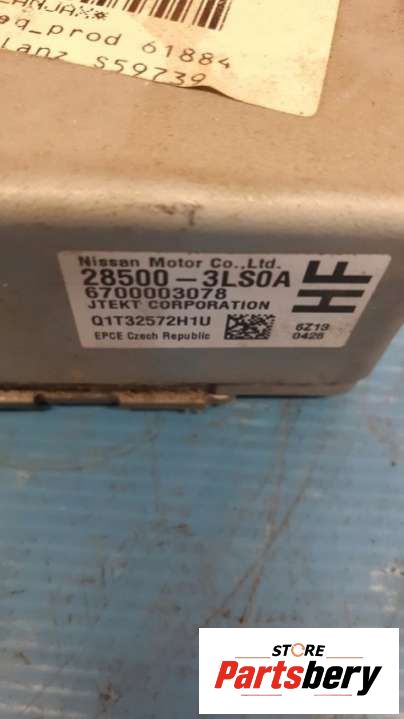 eq_prod 61884
Lanz S59739
Nissan Motor Co.,Ltd.
28500-3LS0A
6700003078
JTEKT CORPORATION
HF
Q1T32572H1U
6Z19
EPCE Czech Republic
0426
STORE
Partsbery